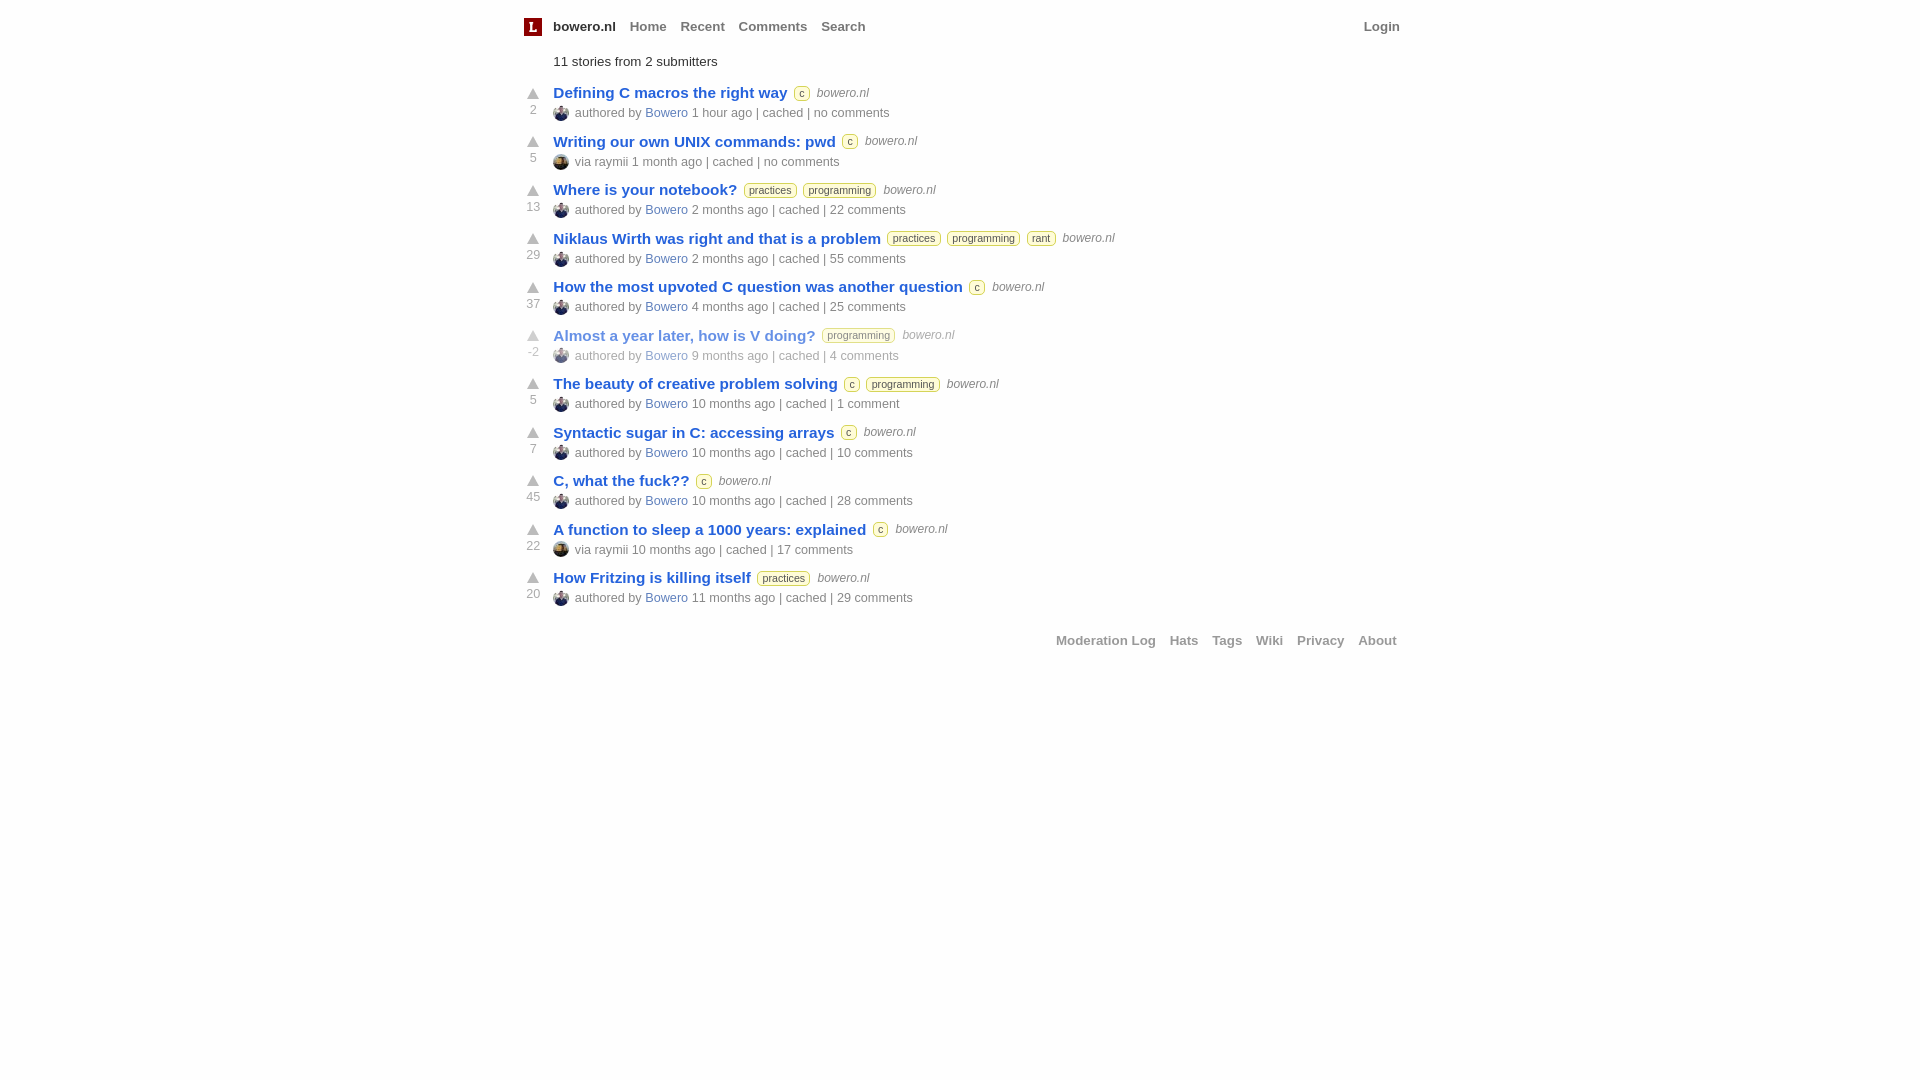 L bowero.nl Home Recent Comments Search Login
11 stories from 2 submitters
Defining C macros the right way c bowero.nl
2 authored by Bowero 1 hour ago | cached | no comments
Writing our own UNIX commands: pwd c bowero.nl
5 via raymii 1 month ago | cached | no comments
Where is your notebook? practices programming bowero.nl
13 authored by Bowero 2 months ago | cached | 22 comments
Niklaus Wirth was right and that is a problem practices programming rant bowero.nl
29 authored by Bowero 2 months ago | cached | 55 comments
How the most upvoted C question was another question c bowero.nl
37 authored by Bowero 4 months ago | cached | 25 comments
Almost a year later, how is V doing? programming bowero.nl
-2 authored by Bowero 9 months ago | cached | 4 comments
The beauty of creative problem solving c programming bowero.nl
5 authored by Bowero 10 months ago | cached | 1 comment
Syntactic sugar in C: accessing arrays c bowero.nl
7 authored by Bowero 10 months ago | cached | 10 comments
C, what the fuck?? c bowero.nl
45 authored by Bowero 10 months ago | cached | 28 comments
A function to sleep a 1000 years: explained c bowero.nl
22 via raymii 10 months ago | cached | 17 comments
How Fritzing is killing itself practices bowero.nl
20 authored by Bowero 11 months ago | cached | 29 comments
Moderation Log Hats Tags Wiki Privacy About